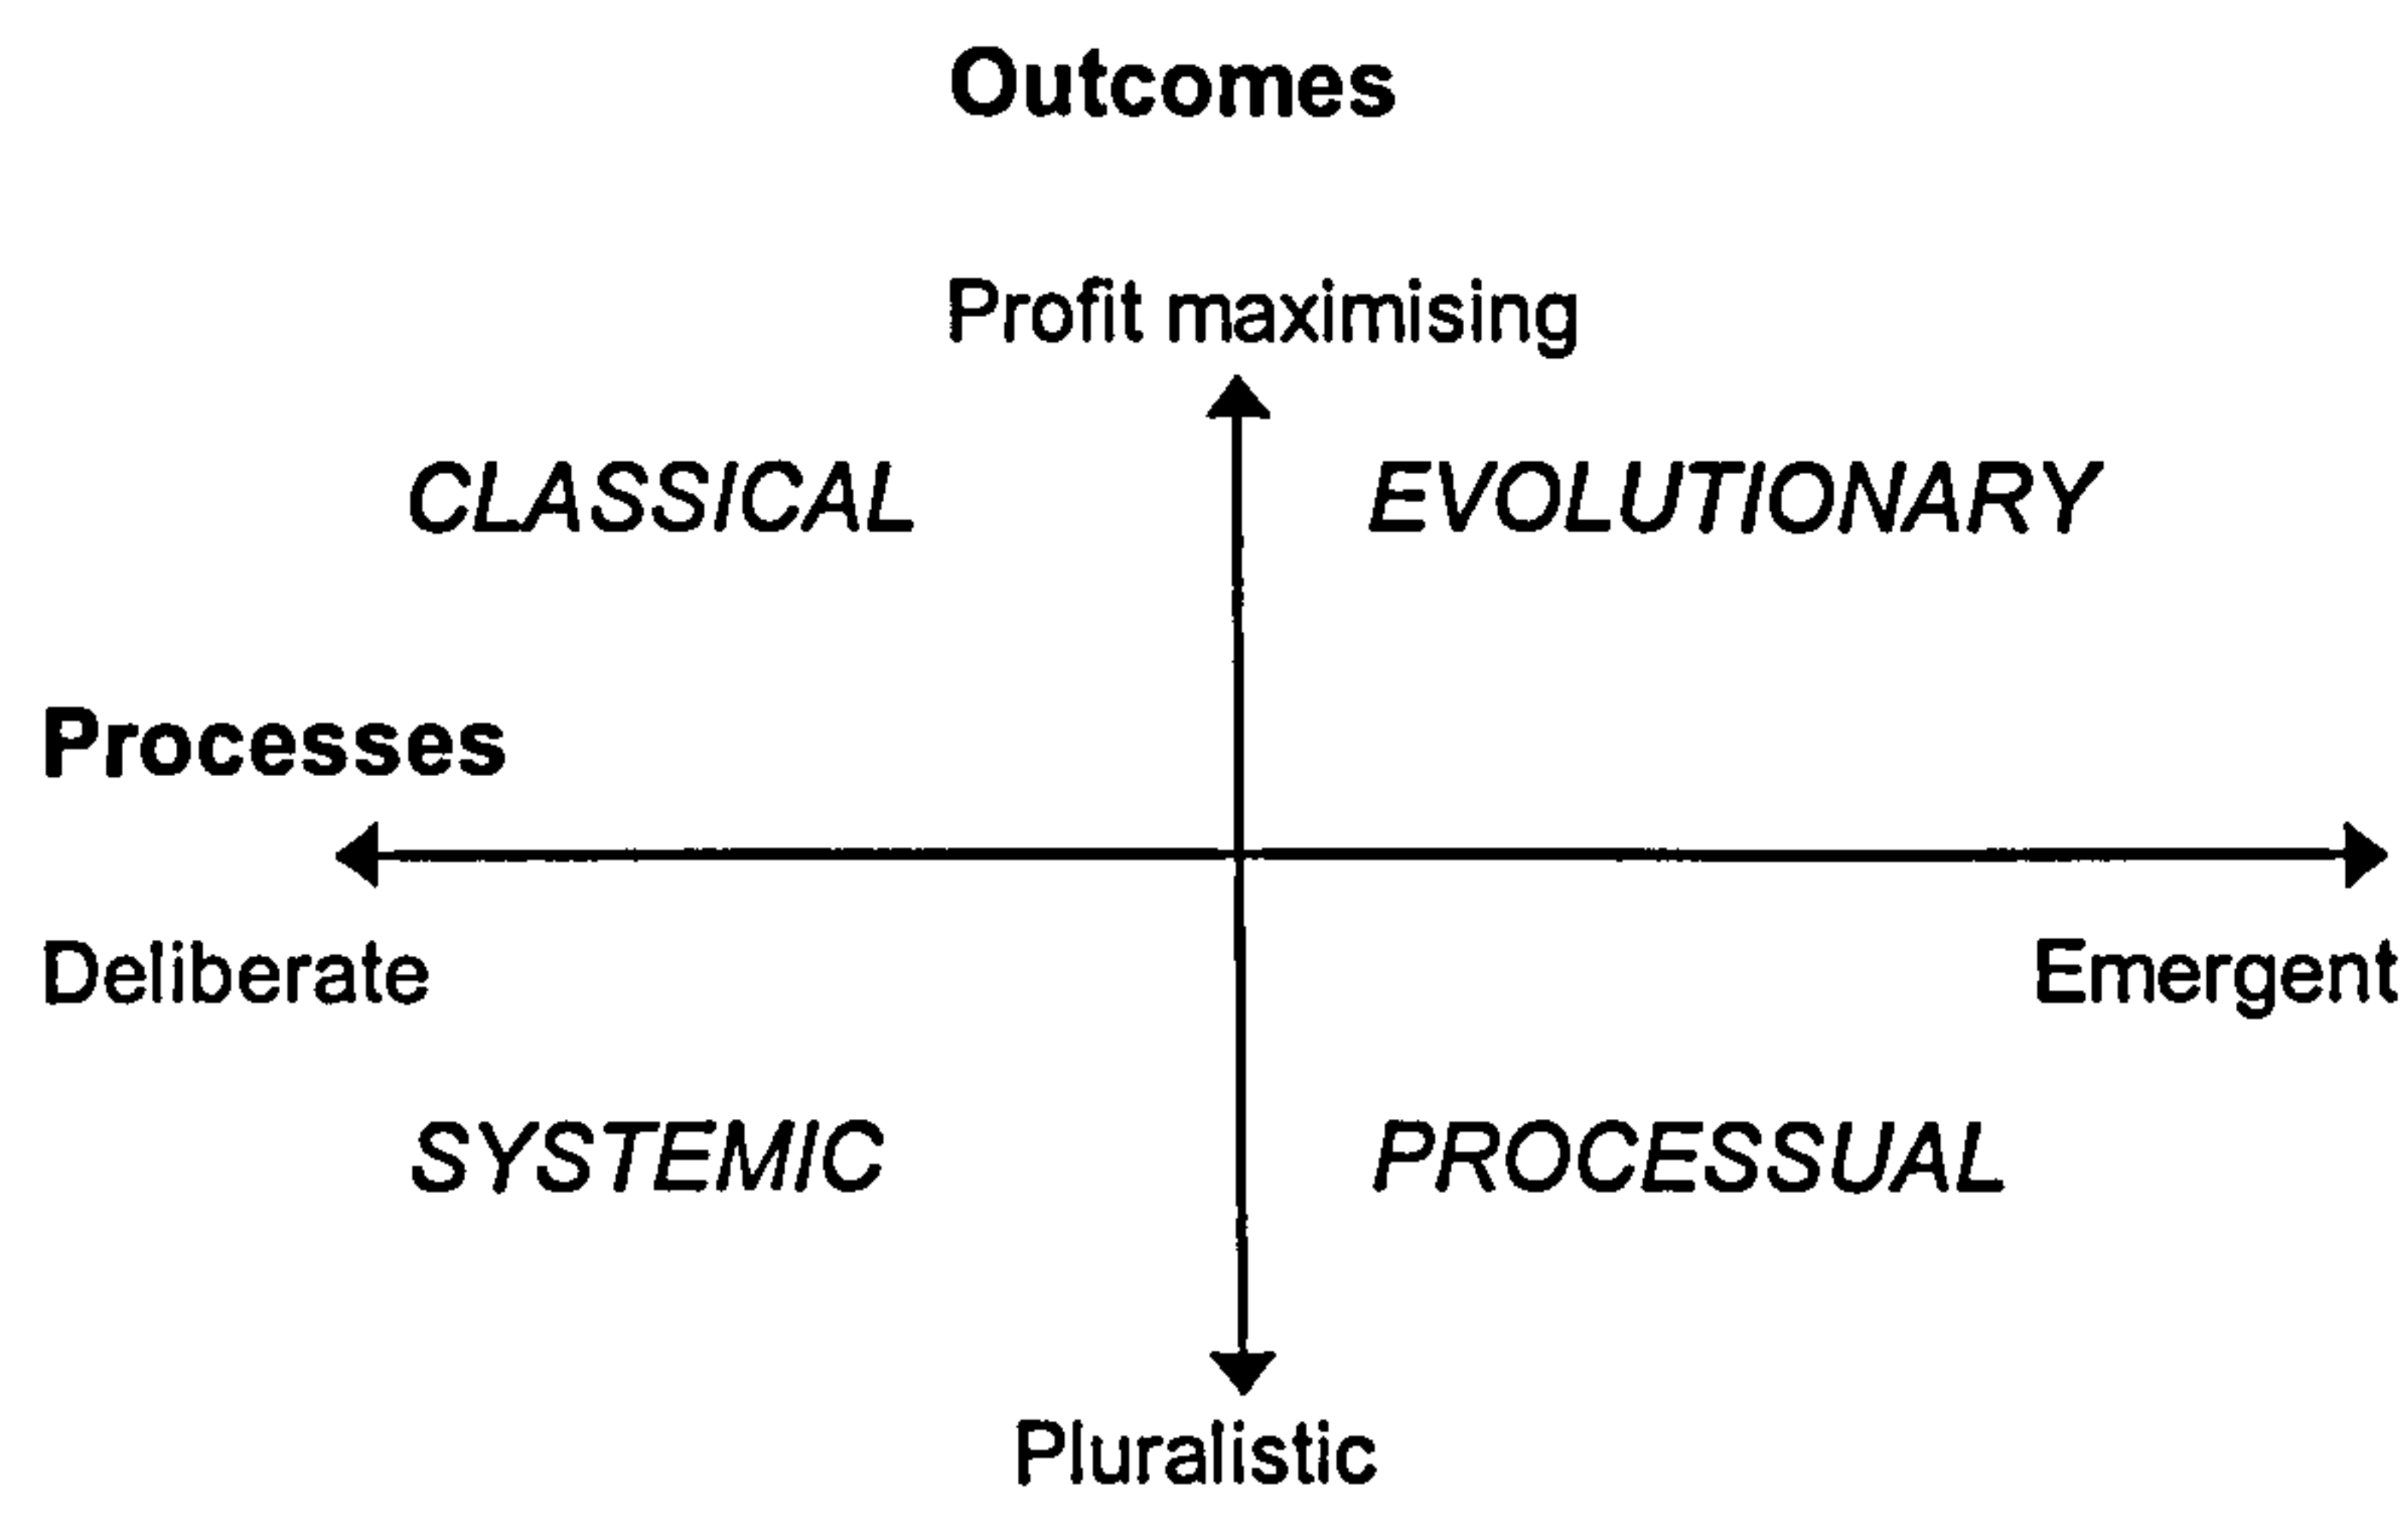 Outcomes
Profit maximising
CLASSICAL EVOLUTIONARY
Processes
Deliberate Emergent
SYSTEMIC PROCESSUAL
Pluralistic